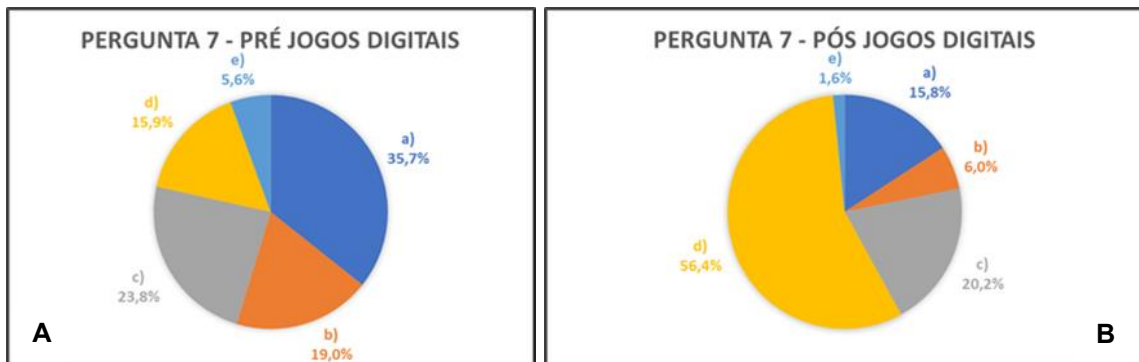 PERGUNTA 7 - PRÉ JOGOS DIGITAIS
e)
5,6%
d)
15,9%
a)
35,7%
c)
23,8%
b)
19,0%
A
PERGUNTA 7 - PÓS JOGOS DIGITAIS
e)
1,6%
a)
15,8%
b)
6,0%
d)
56,4%
c)
20,2%
B